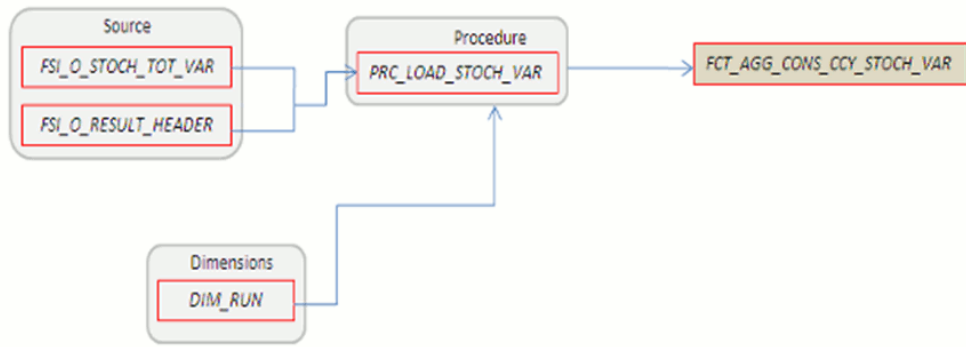 Source
FSI_O_STOCH_TOT_VAR
FSI_O_RESULT_HEADER
Procedure
PRC_LOAD_STOCH_VAR
FCT_AGG_CONS_CCY_STOCH_VAR
Dimensions
DIM_RUN